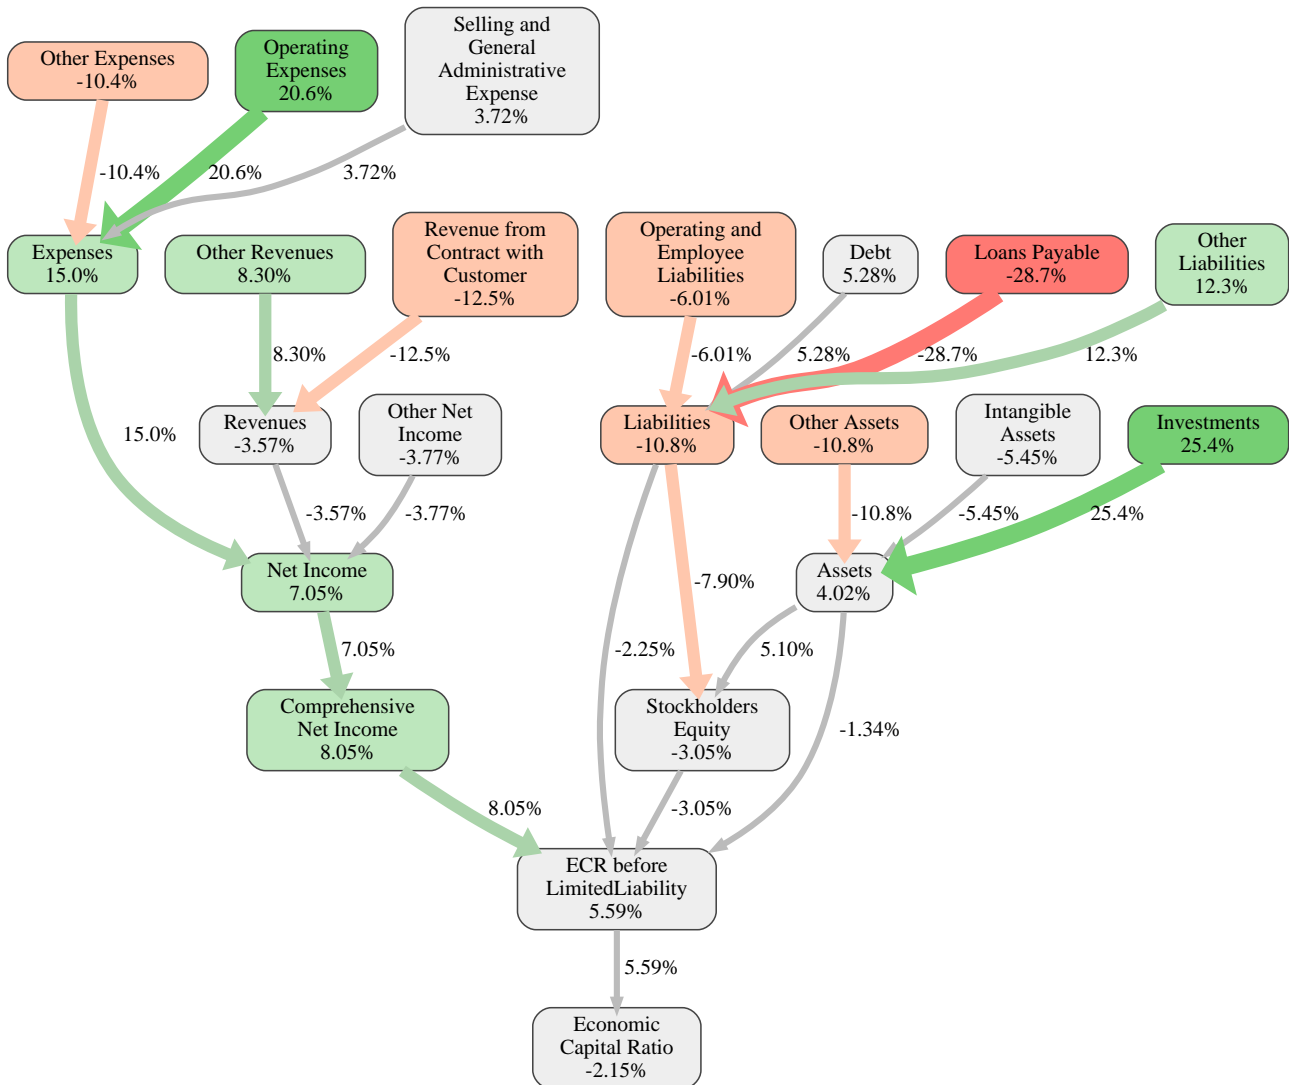 Selling and
General
Administrative
Expense
3.72%
Other Expenses
-10.4%
Operating
Expenses
20.6%
-10.4%
20.6%
3.72%
Expenses
15.0%
Other Revenues
8.30%
Revenue from
Contract with
Customer
-12.5%
Operating and
Employee
Liabilities
-6.01%
Debt
5.28%
Loans Payable
-28.7%
Other
Liabilities
12.3%
8.30%
-12.5%
-6.01%
5.28%
-28.7%
12.3%
15.0%
Revenues
-3.57%
Other Net
Income
-3.77%
Liabilities
-10.8%
Other Assets
-10.8%
Intangible
Assets
-5.45%
Investments
25.4%
-3.57%
-3.77%
-10.8%
-5.45%
25.4%
Net Income
7.05%
-7.90%
Assets
4.02%
7.05%
-2.25%
5.10%
Comprehensive
Net Income
8.05%
Stockholders
Equity
-3.05%
-1.34%
8.05%
-3.05%
ECR before
LimitedLiability
5.59%
5.59%
Economic
Capital Ratio
-2.15%